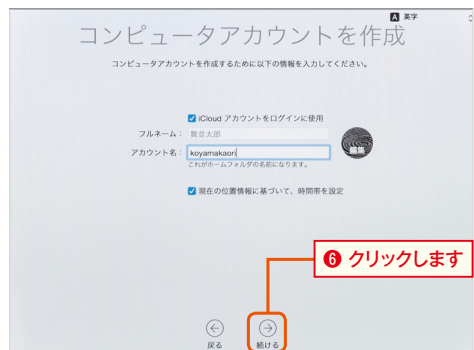 A 英字
コンピュータアカウントを作成
コンピュータアカウントを作成するために以下の情報を入力してください。
iCloud アカウントをログインに使用
フルネーム： 難並太郎
編集
アカウント名： koyamakaori
これがホームフォルダの名前になります。
現在の位置情報に基づいて、時間帯を設定
❻ クリックします
戻る
続ける